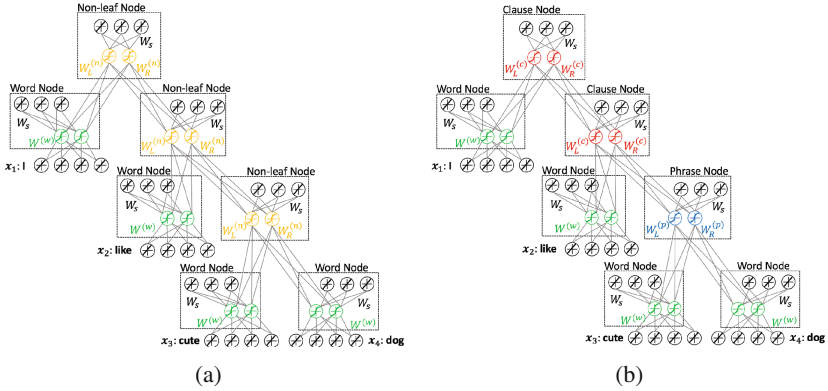 Non-leaf Node
W_s
W_L^(n) W_R^(n)
Word Node
Non-leaf Node
W_s
W_s
W^(w)
W_L^(n) W_R^(n)
x_1: I
Word Node
Non-leaf Node
W_s
W_s
W^(w)
W_L^(n) W_R^(n)
x_2: like
Word Node
Word Node
W_s
W_s
W^(w)
W^(w)
x_3: cute
x_4: dog
(a)
Clause Node
W_s
W_L^(c) W_R^(c)
Word Node
Clause Node
W_s
W_s
W^(w)
W_L^(c) W_R^(c)
x_1: I
Word Node
Phrase Node
W_s
W_s
W^(w)
W_L^(p) W_R^(p)
x_2: like
Word Node
Word Node
W_s
W_s
W^(w)
W^(w)
x_3: cute
x_4: dog
(b)